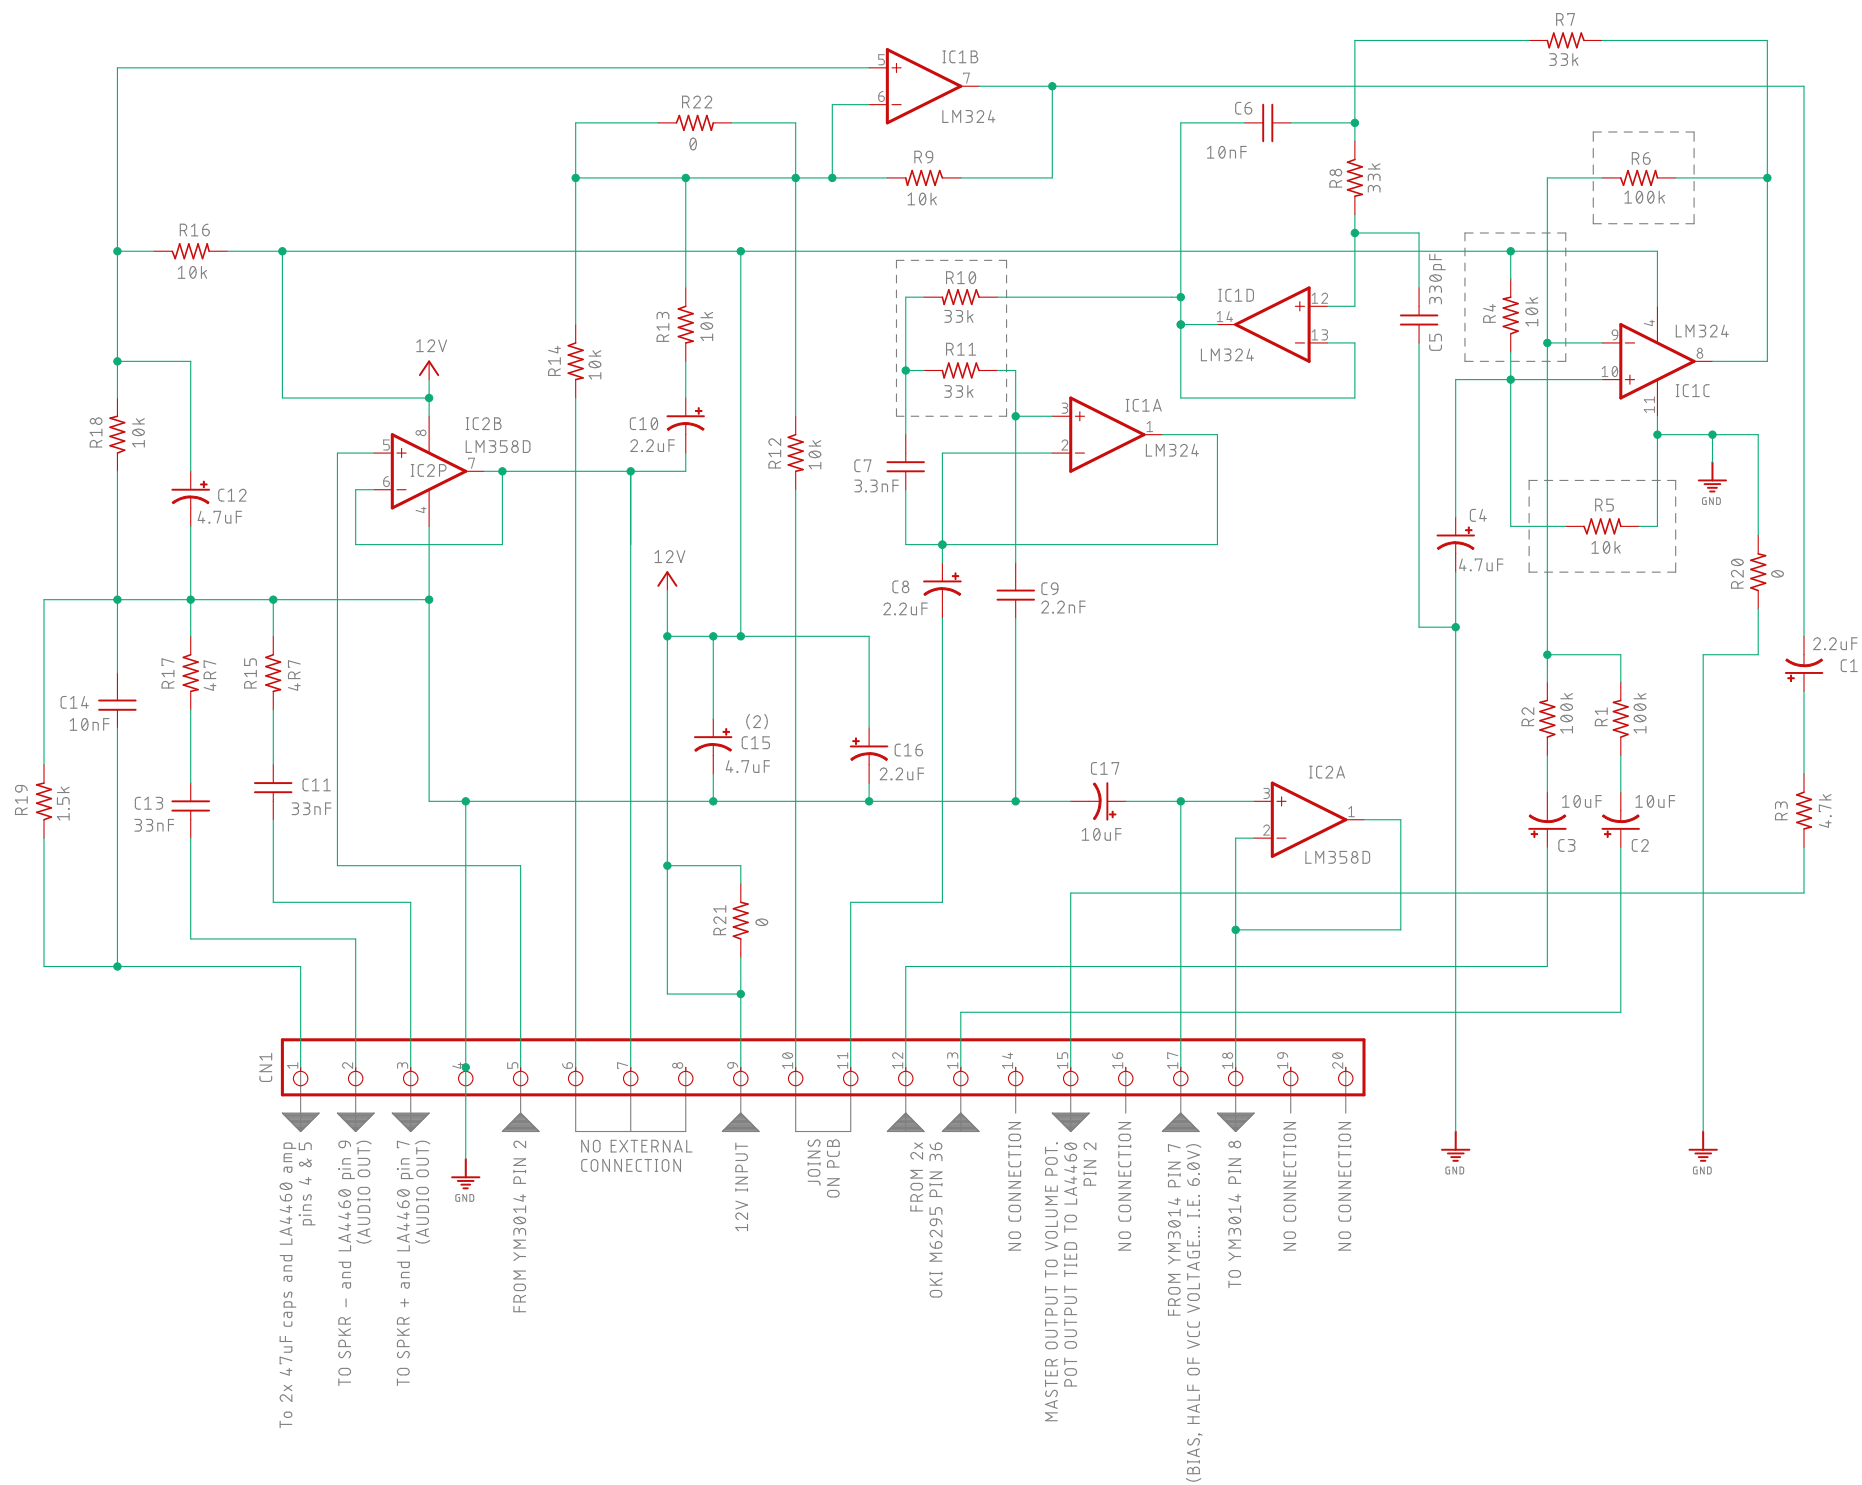 R7
33k
IC1B
5
7
6
LM324
R22
0
C6
10nF
R9
10k
R8
33k
R6
100k
R16
10k
R10
33k
R11
33k
IC1D
12
14
13
LM324
330pF
C5
R4
10k
LM324
4
9
8
10
11
IC1C
R13
10k
R14
10k
12V
IC2B
LM358D
8
5
7
IC2P
6
4
C10
2.2uF
R18
10k
C12
4.7uF
R12
10k
IC1A
3
1
2
LM324
C7
3.3nF
C4
4.7uF
R5
10k
GND
R20
0
12V
C8
2.2uF
C9
2.2nF
2.2uF
C1
R17
4R7
R15
4R7
C14
10nF
(2)
C15
4.7uF
C16
2.2uF
R2
100k
R1
100k
R19
1.5k
C13
33nF
C11
33nF
C17
10uF
IC2A
3
1
2
LM358D
10uF
C3
10uF
C2
R3
4.7k
R21
0
CN1
1
2
3
4
5
6
7
8
9
10
11
12
13
14
15
16
17
18
19
20
To 2x 47uF caps and LA4460 amp
pins 4 & 5
TO SPKR - and LA4460 pin 9
(AUDIO OUT)
TO SPKR + and LA4460 pin 7
(AUDIO OUT)
GND
FROM YM3014 PIN 2
NO EXTERNAL
CONNECTION
12V INPUT
JOINS
ON PCB
FROM 2x
OKI M6295 PIN 36
NO CONNECTION
MASTER OUTPUT TO VOLUME POT.
POT OUTPUT TIED TO LA4460
PIN 2
NO CONNECTION
FROM YM3014 PIN 7
(BIAS, HALF OF VCC VOLTAGE... I.E. 6.0V)
TO YM3014 PIN 8
NO CONNECTION
NO CONNECTION
GND
GND